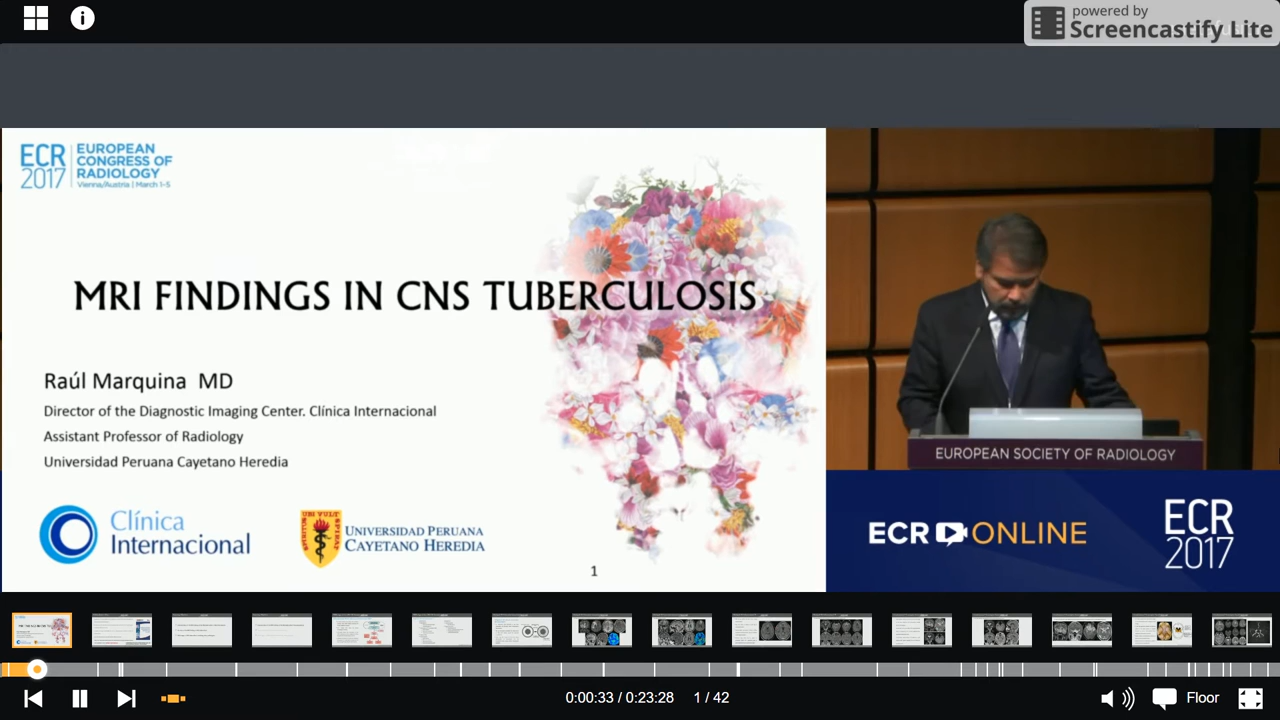 powered by
Screencastify Lite
ECR
2017
EUROPEAN
CONGRESS OF
RADIOLOGY
Vienna/Austria | March 1-5
MRI FINDINGS IN CNS TUBERCULOSIS
Raúl Marquina MD
Director of the Diagnostic Imaging Center. Clínica Internacional
Assistant Professor of Radiology
Universidad Peruana Cayetano Heredia
Clínica
Internacional
UNIVERSIDAD PERUANA
CAYETANO HEREDIA
1
EUROPEAN SOCIETY OF RADIOLOGY
ECR ONLINE
ECR
2017
0:00:33 / 0:23:28 1 / 42
Floor